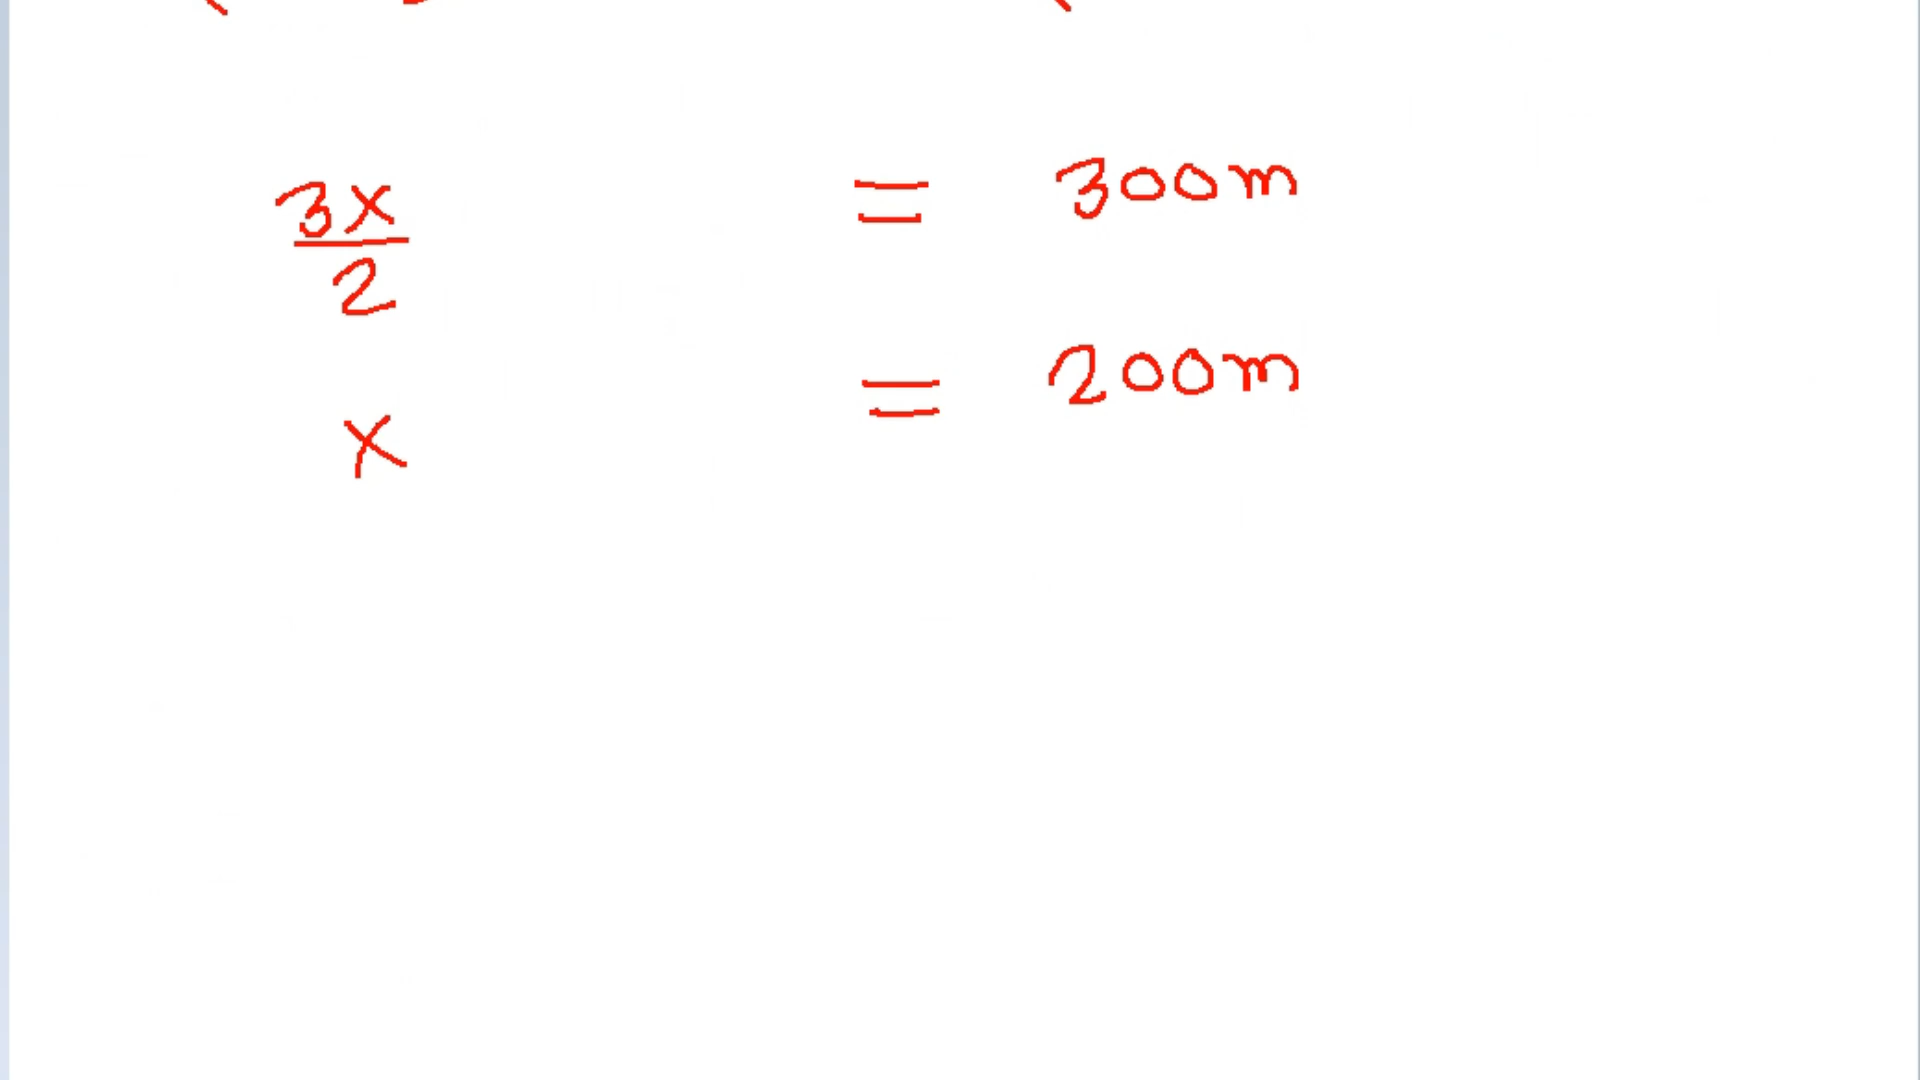 3x/2 = 300m
x = 200m